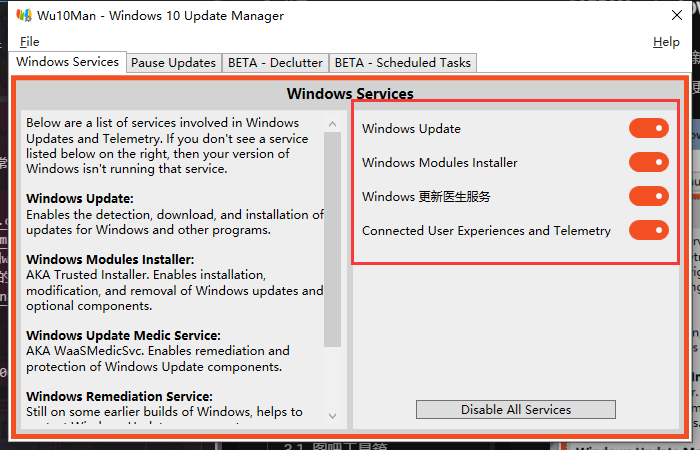 Wu10Man - Windows 10 Update Manager
File
Help
Windows Services
Pause Updates
BETA - Declutter
BETA - Scheduled Tasks
Windows Services
Below are a list of services involved in Windows
Updates and Telemetry. If you don't see a service
listed below on the right, then your version of
Windows isn't running that service.
Windows Update:
Enables the detection, download, and installation of
updates for Windows and other programs.
Windows Modules Installer:
AKA Trusted Installer. Enables installation,
modification, and removal of Windows updates and
optional components.
Windows Update Medic Service:
AKA WaaSMedicSvc. Enables remediation and
protection of Windows Update components.
Windows Remediation Service:
Still on some earlier builds of Windows, helps to
Windows Update
Windows Modules Installer
Windows 更新医生服务
Connected User Experiences and Telemetry
Disable All Services